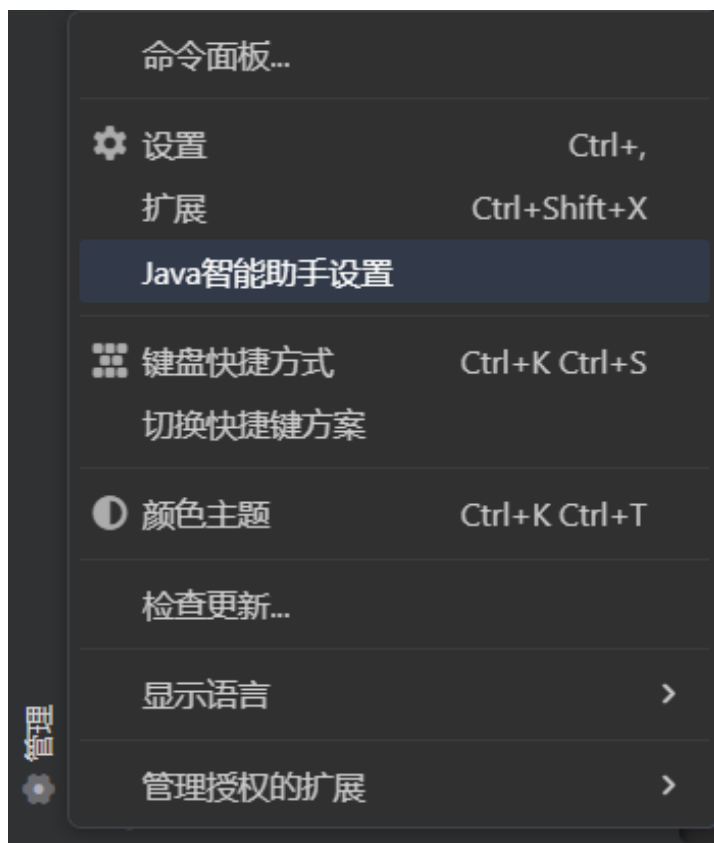 命令面板...
设置 Ctrl+,
扩展 Ctrl+Shift+X
Java智能助手设置
键盘快捷方式 Ctrl+K Ctrl+S
切换快捷键方案
颜色主题 Ctrl+K Ctrl+T
检查更新...
显示语言
管理授权的扩展
管理